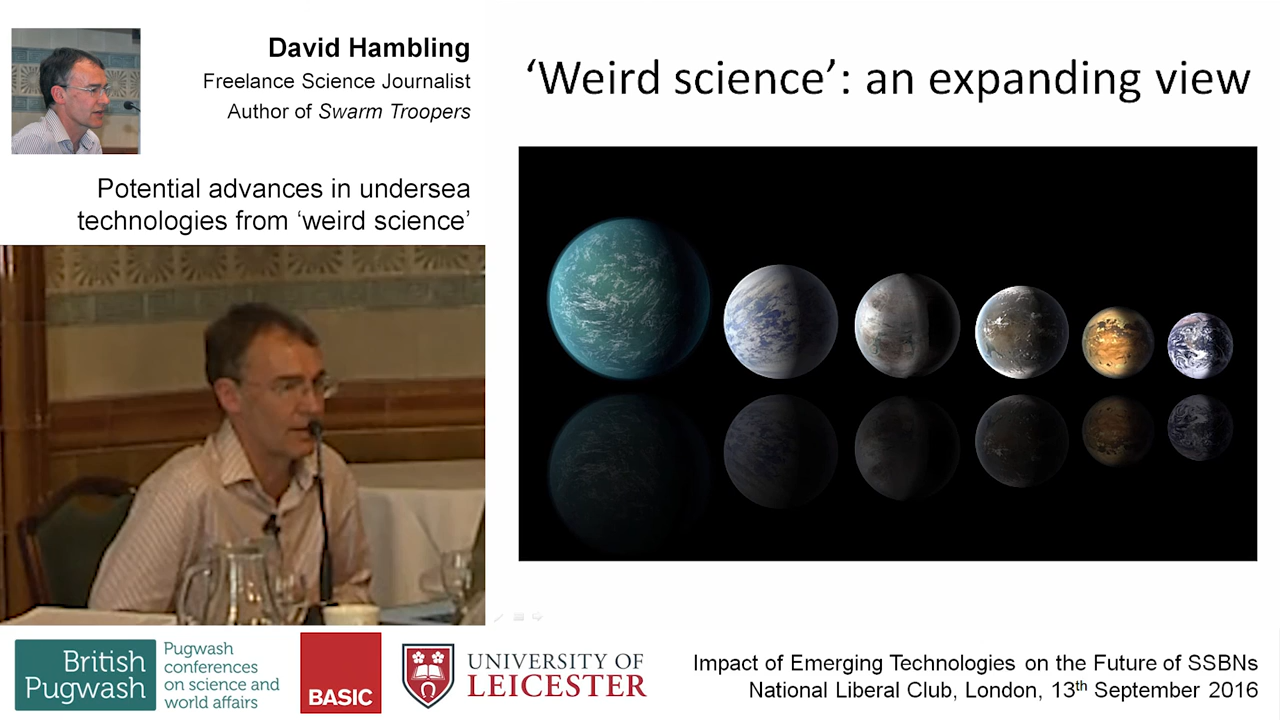 David Hambling
Freelance Science Journalist
Author of Swarm Troopers
Potential advances in undersea
technologies from ‘weird science’
‘Weird science’: an expanding view
British
Pugwash
Pugwash
conferences
on science and
world affairs
BASIC
UNIVERSITY OF
LEICESTER
Impact of Emerging Technologies on the Future of SSBNs
National Liberal Club, London, 13th September 2016